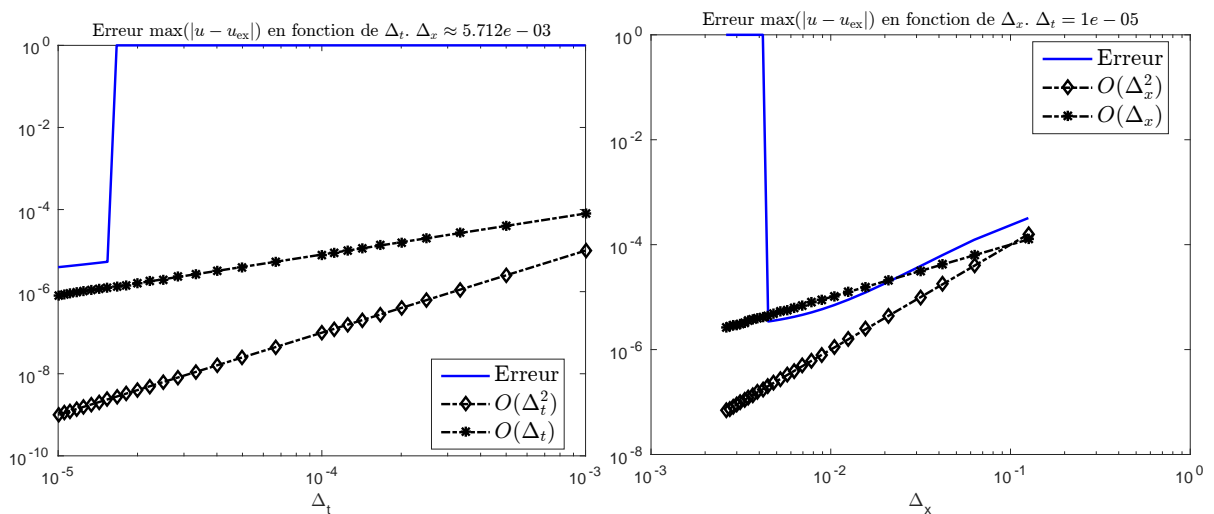 Erreur max(|u − u_ex|) en fonction de Δ_t. Δ_x ≈ 5.712e − 03
10^0
10^-2
10^-4
10^-6
10^-8
10^-10
10^-5
10^-4
10^-3
Δ_t
Erreur
O(Δ_t^2)
O(Δ_t)
Erreur max(|u − u_ex|) en fonction de Δ_x. Δ_t = 1e − 05
10^0
10^-2
10^-4
10^-6
10^-8
10^-3
10^-2
10^-1
10^0
Δ_x
Erreur
O(Δ_x^2)
O(Δ_x)